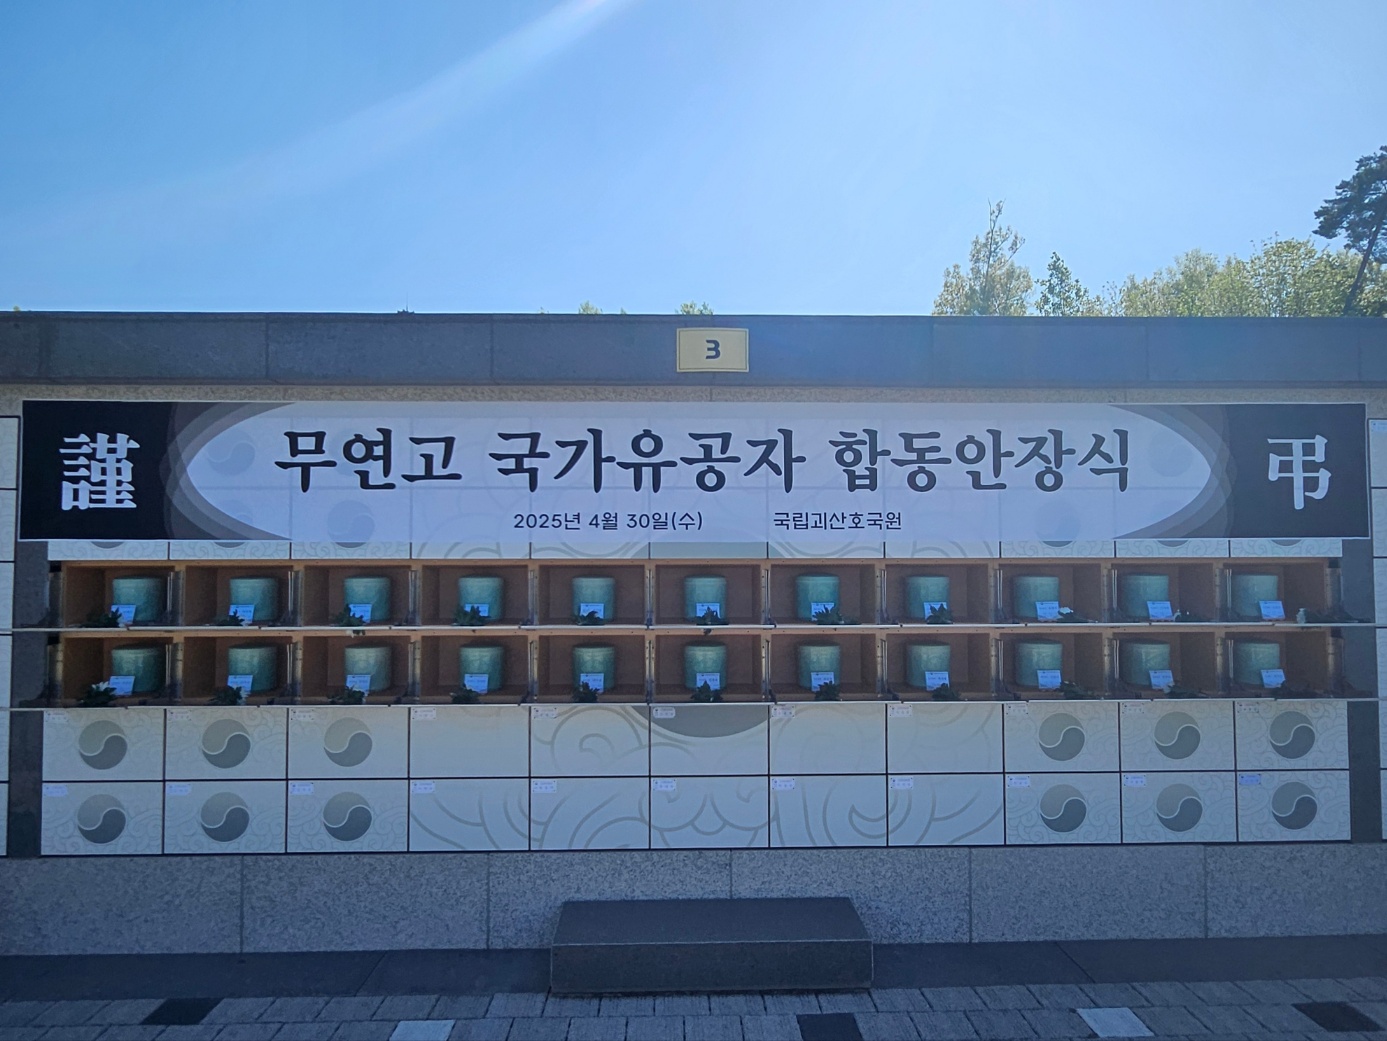 3
謹 무연고 국가유공자 합동안장식 弔
2025년 4월 30일(수) 국립괴산호국원